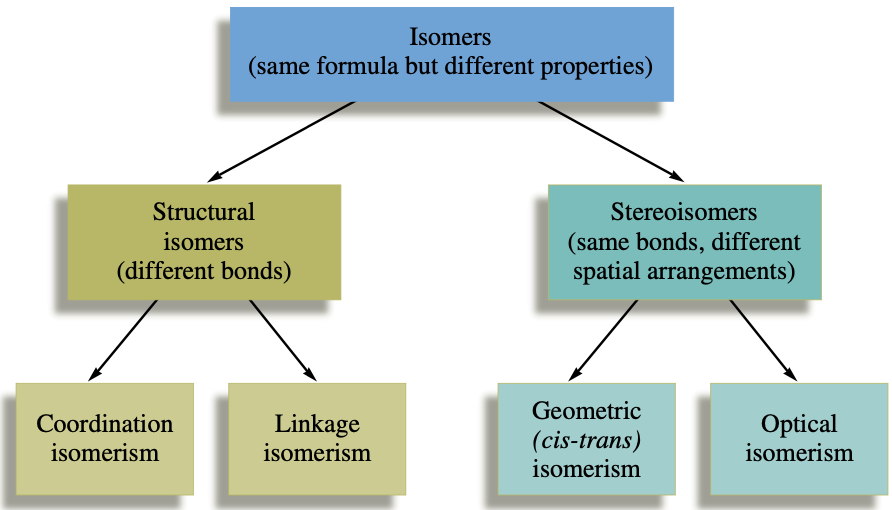 Isomers
(same formula but different properties)
Structural
isomers
(different bonds)
Stereoisomers
(same bonds, different
spatial arrangements)
Coordination
isomerism
Linkage
isomerism
Geometric
(cis-trans)
isomerism
Optical
isomerism